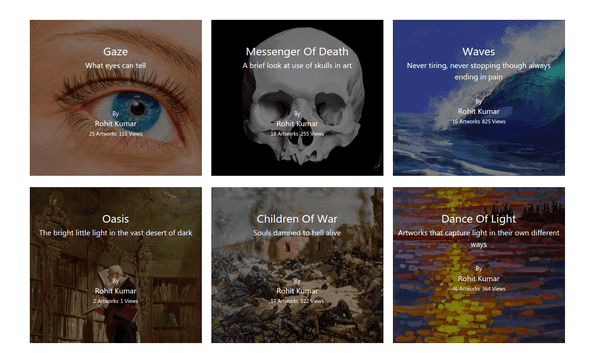 Gaze
What eyes can tell
By
Rohit Kumar
25 Artworks 115 Views
Messenger Of Death
A brief look at use of skulls in art
By
Rohit Kumar
18 Artworks 255 Views
Waves
Never tiring, never stopping though always
ending in pain
By
Rohit Kumar
16 Artworks 825 Views
Oasis
The bright little light in the vast desert of dark
By
Rohit Kumar
2 Artworks 1 Views
Children Of War
Souls damned to hell alive
By
Rohit Kumar
17 Artworks 122 Views
Dance Of Light
Artworks that capture light in their own different
ways
By
Rohit Kumar
46 Artworks 364 Views